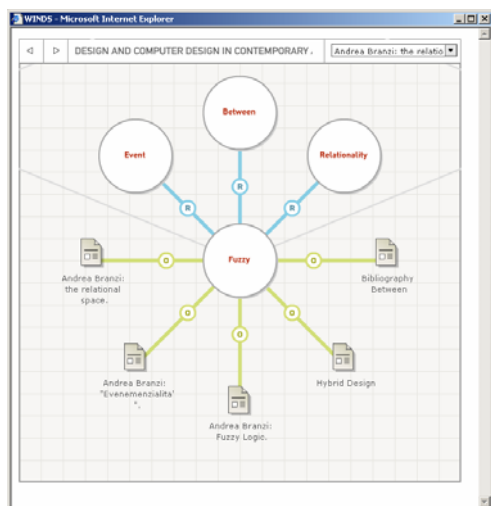 WINDS - Microsoft Internet Explorer
DESIGN AND COMPUTER DESIGN IN CONTEMPORARY . Andrea Branzi: the relatio
Between
Event
Relationality
R
R
R
Fuzzy
O
O
Andrea Branzi:
the relational
space.
Bibliography
Between
O
O
O
Andrea Branzi:
"Evenemenzialita'
".
Hybrid Design
Andrea Branzi:
Fuzzy Logic.